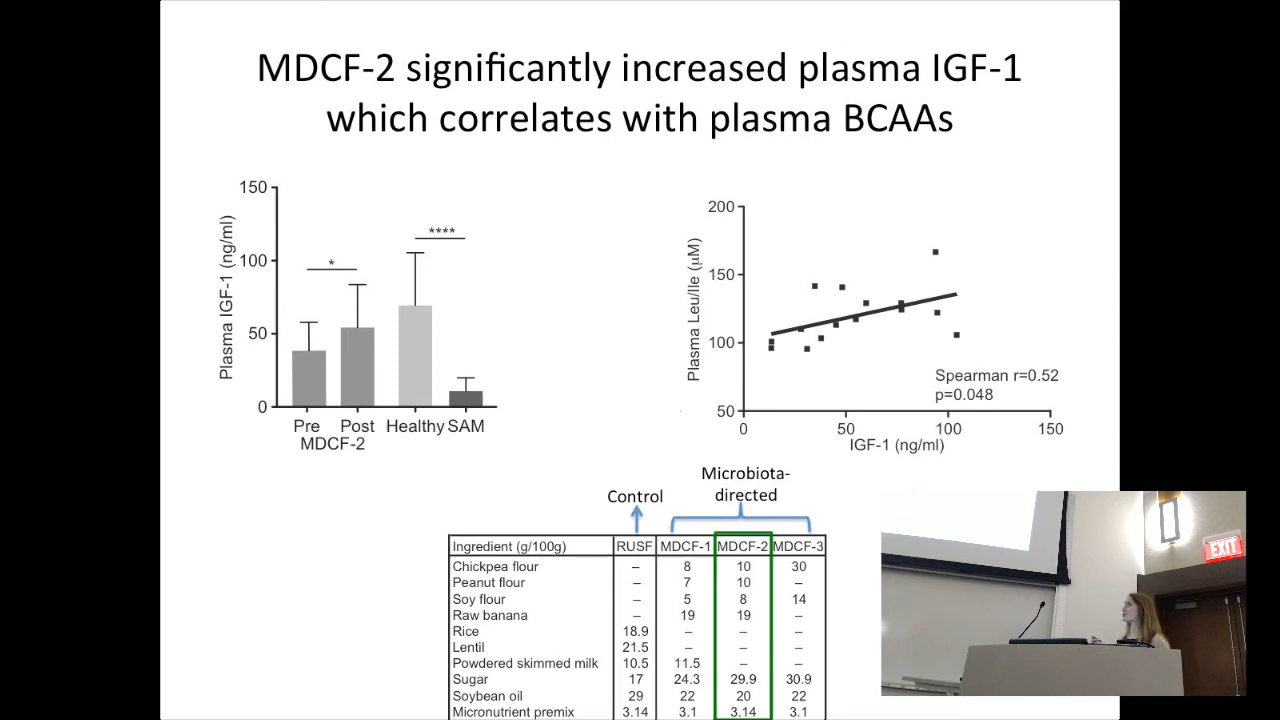 MDCF-2 significantly increased plasma IGF-1
which correlates with plasma BCAAs
Plasma IGF-1 (ng/ml)
150
100
50
0
*
****
Pre Post Healthy SAM
MDCF-2
Plasma Leu/Ile (µM)
200
150
100
50
0 50 100 150
IGF-1 (ng/ml)
Spearman r=0.52
p=0.048
Control
Microbiota-
directed
Ingredient (g/100g) RUSF MDCF-1 MDCF-2 MDCF-3
Chickpea flour – 8 10 30
Peanut flour – 7 10 –
Soy flour – 5 8 14
Raw banana – 19 19 –
Rice 18.9 – – –
Lentil 21.5 – – –
Powdered skimmed milk 10.5 11.5 – –
Sugar 17 24.3 29.9 30.9
Soybean oil 29 22 20 22
Micronutrient premix 3.14 3.1 3.14 3.1
EXIT